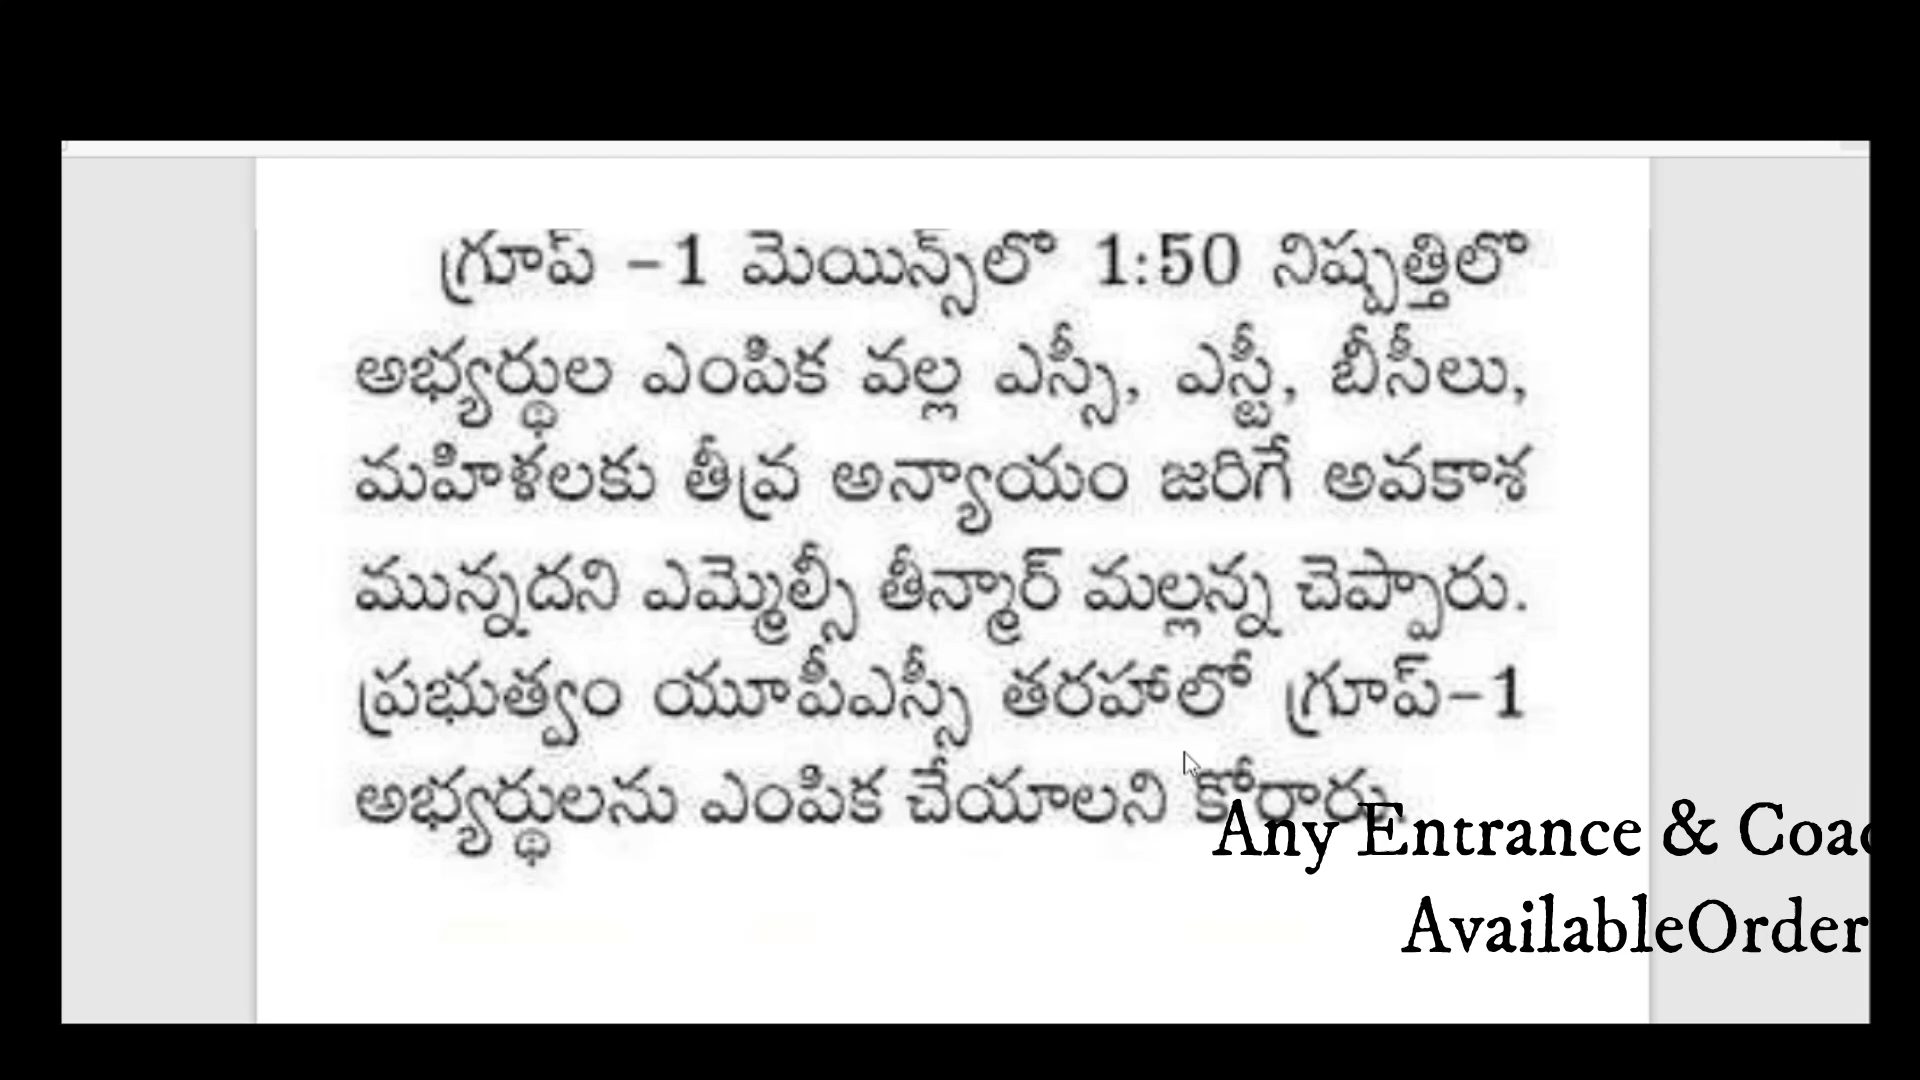 గ్రూప్ -1 మెయిన్స్‌లో 1:50 నిష్పత్తిలో
అభ్యర్థుల ఎంపిక వల్ల ఎస్సీ, ఎస్టీ, బీసీలు,
మహిళలకు తీవ్ర అన్యాయం జరిగే అవకాశ
మున్నదని ఎమ్మెల్సీ తీన్మార్ మల్లన్న చెప్పారు.
ప్రభుత్వం యూపీఎస్సీ తరహాలో గ్రూప్-1
అభ్యర్థులను ఎంపిక చేయాలని కోరారు.
Any Entrance &
AvailableOrder